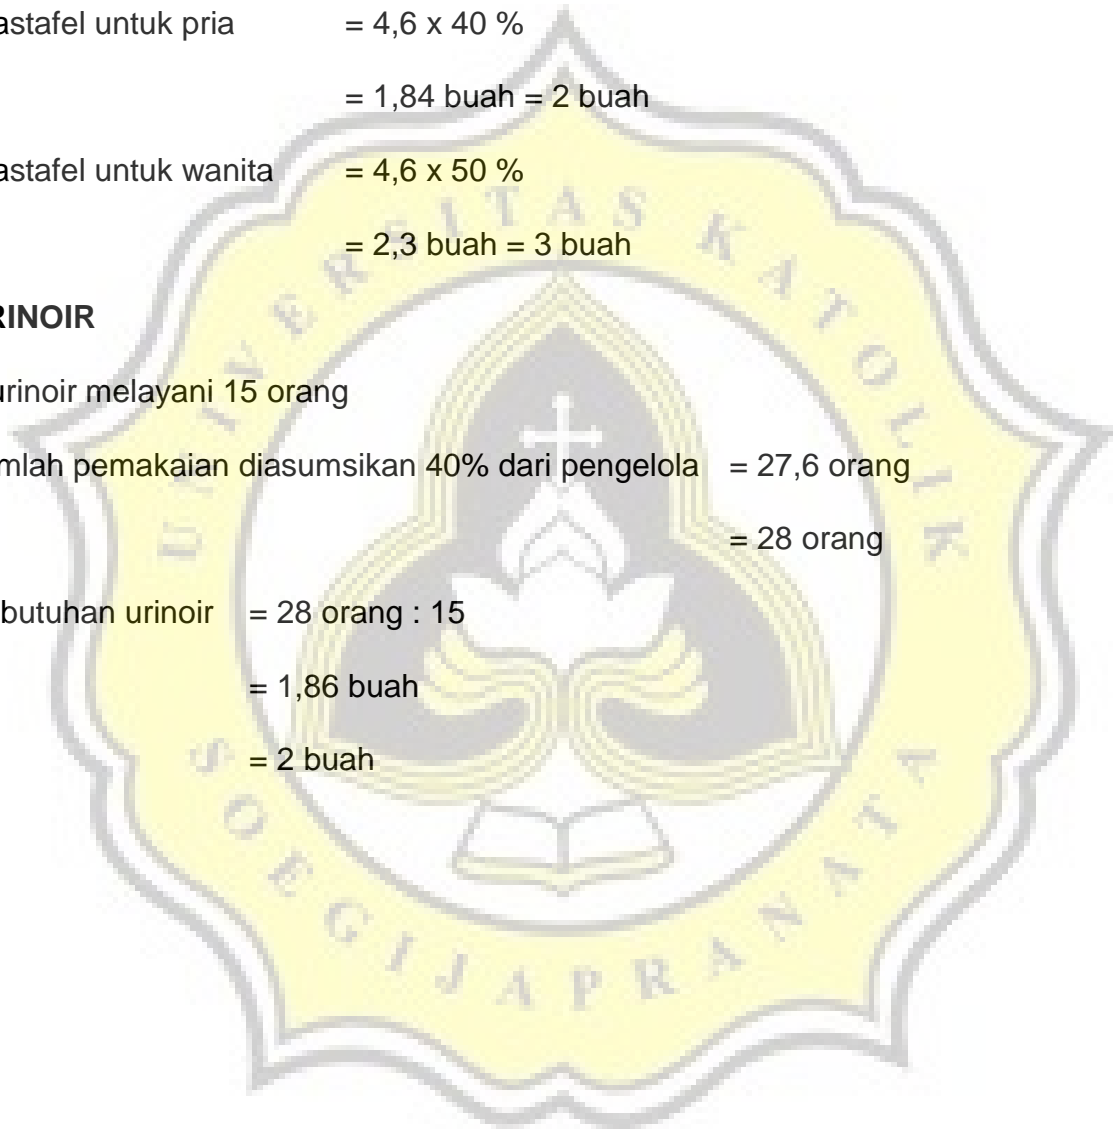 astafel untuk pria = 4,6 x 40 %
= 1,84 buah = 2 buah
astafel untuk wanita = 4,6 x 50 %
= 2,3 buah = 3 buah
RINOIR
urinoir melayani 15 orang
mlah pemakaian diasumsikan 40% dari pengelola = 27,6 orang
= 28 orang
butuhan urinoir = 28 orang : 15
= 1,86 buah
= 2 buah
UNIVERSITAS KATOLIK
SOEGIJAPRANATA